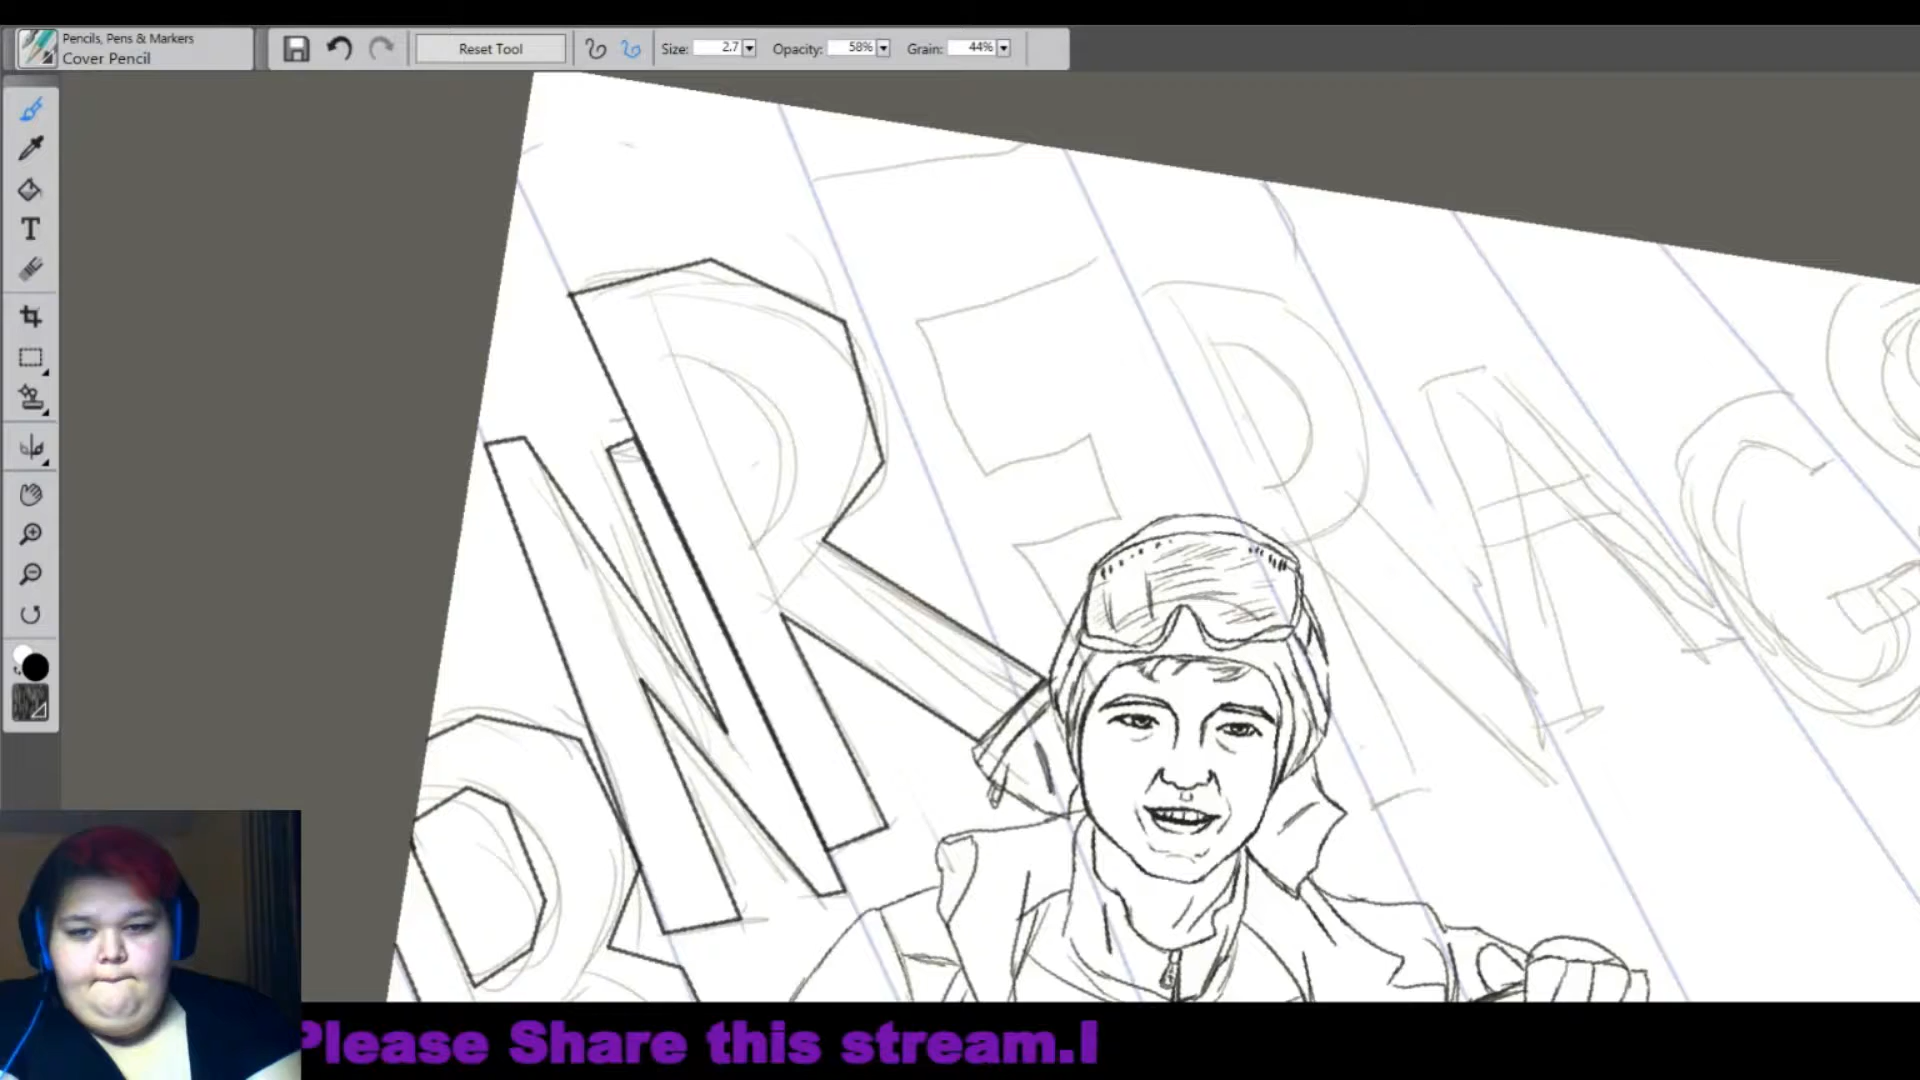 Pencils, Pens & Markers
Cover Pencil
Reset Tool
Size: 2.7
Opacity: 58%
Grain: 44%
T
Please Share this stream.I